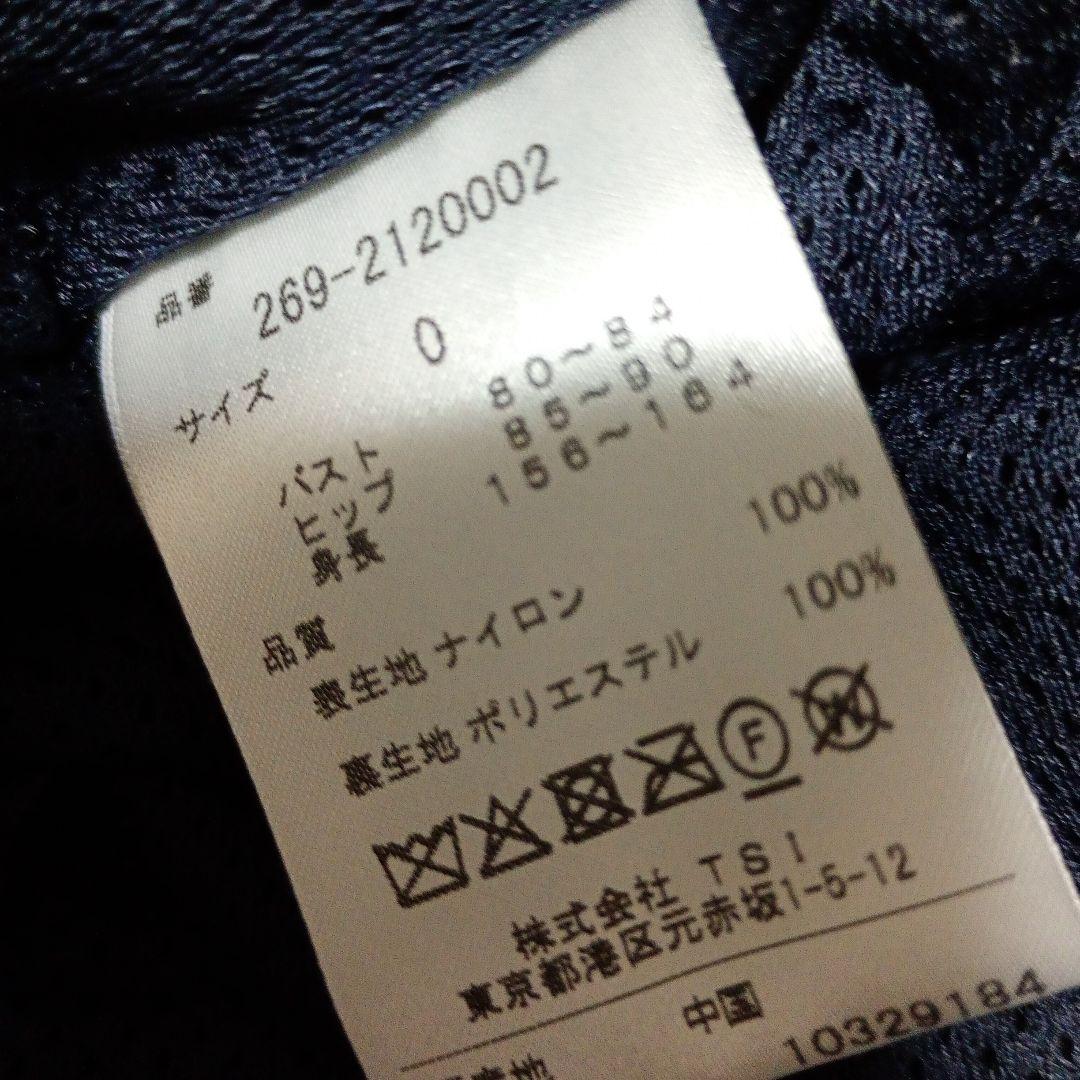 品番 269-2120002
サイズ 0
バスト 80～84
ヒップ 85～90
身長 156～164
品質
表生地 ナイロン 100%
裏生地 ポリエステル 100%
F W
株式会社 TSI
東京都港区元赤坂1-5-12
中国
10329184